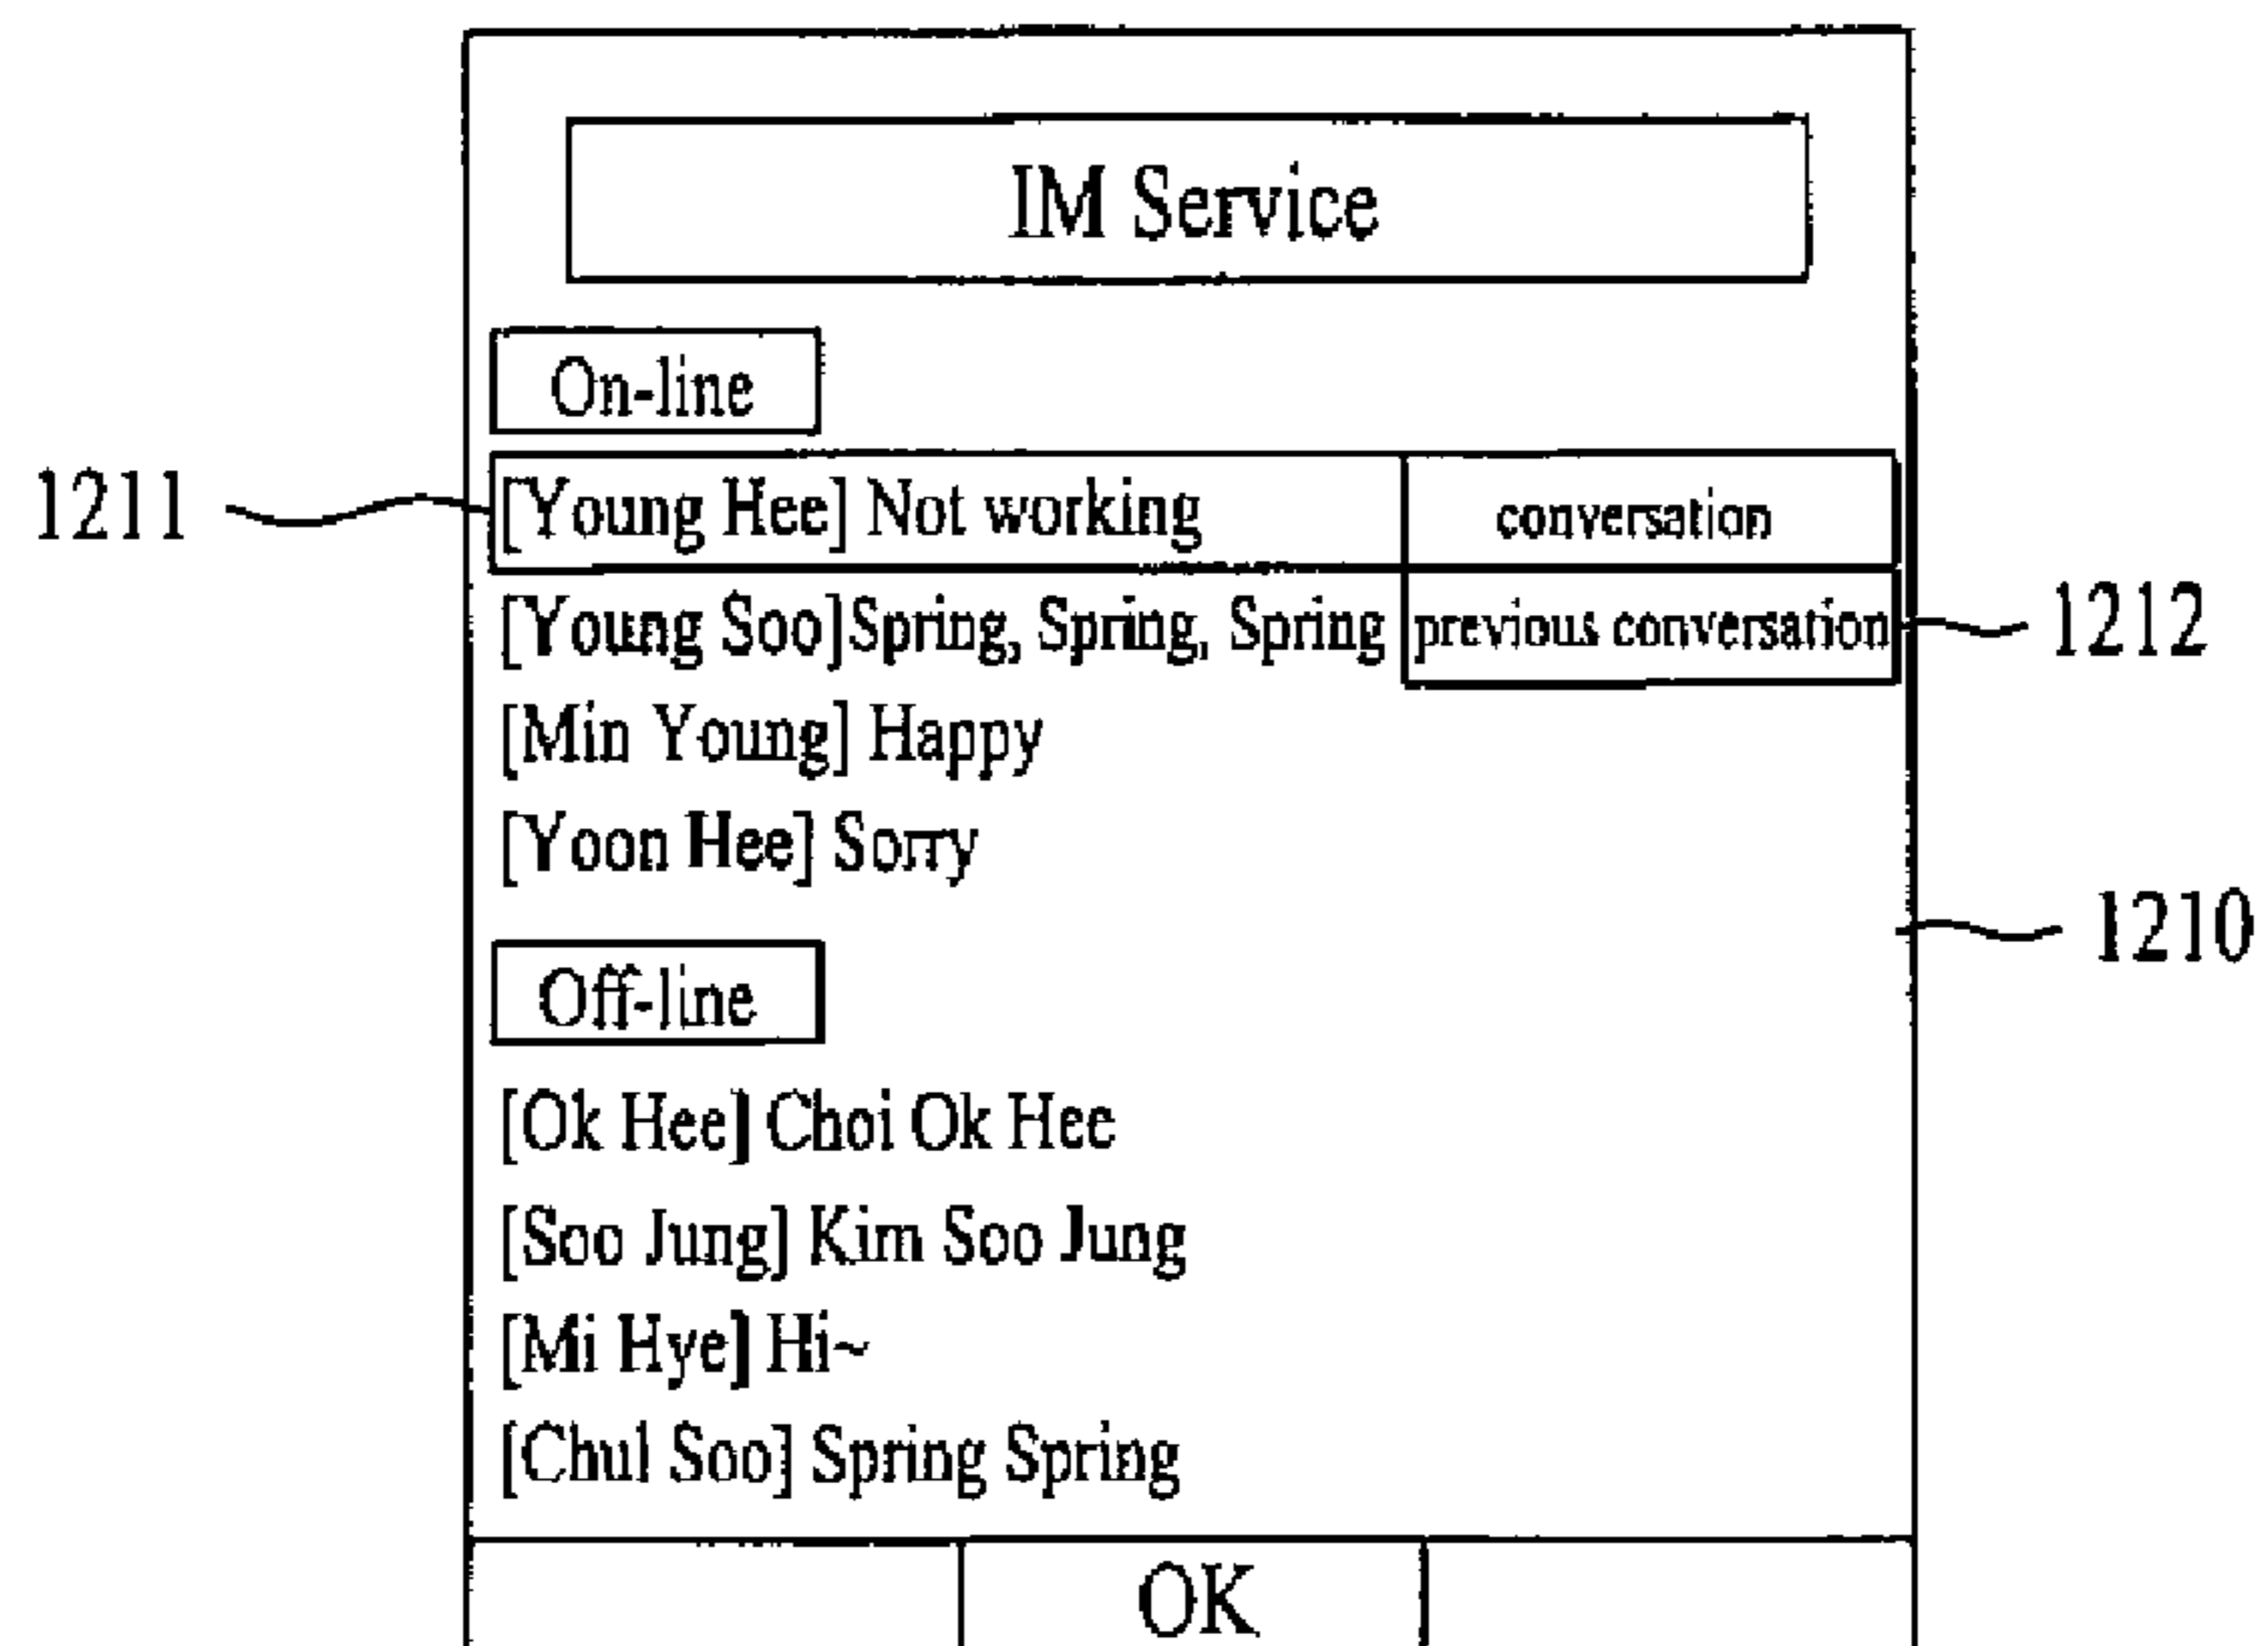 IM Service
On-line
1211 [Young Hee] Not working conversation
[Young Soo]Spring, Spring, Spring previous conversation 1212
[Min Young] Happy
[Yoon Hee] Sorry
1210
Off-line
[Ok Hee] Choi Ok Hee
[Soo Jung] Kim Soo Jung
[Mi Hye] Hi~
[Chul Soo] Spring Spring
OK